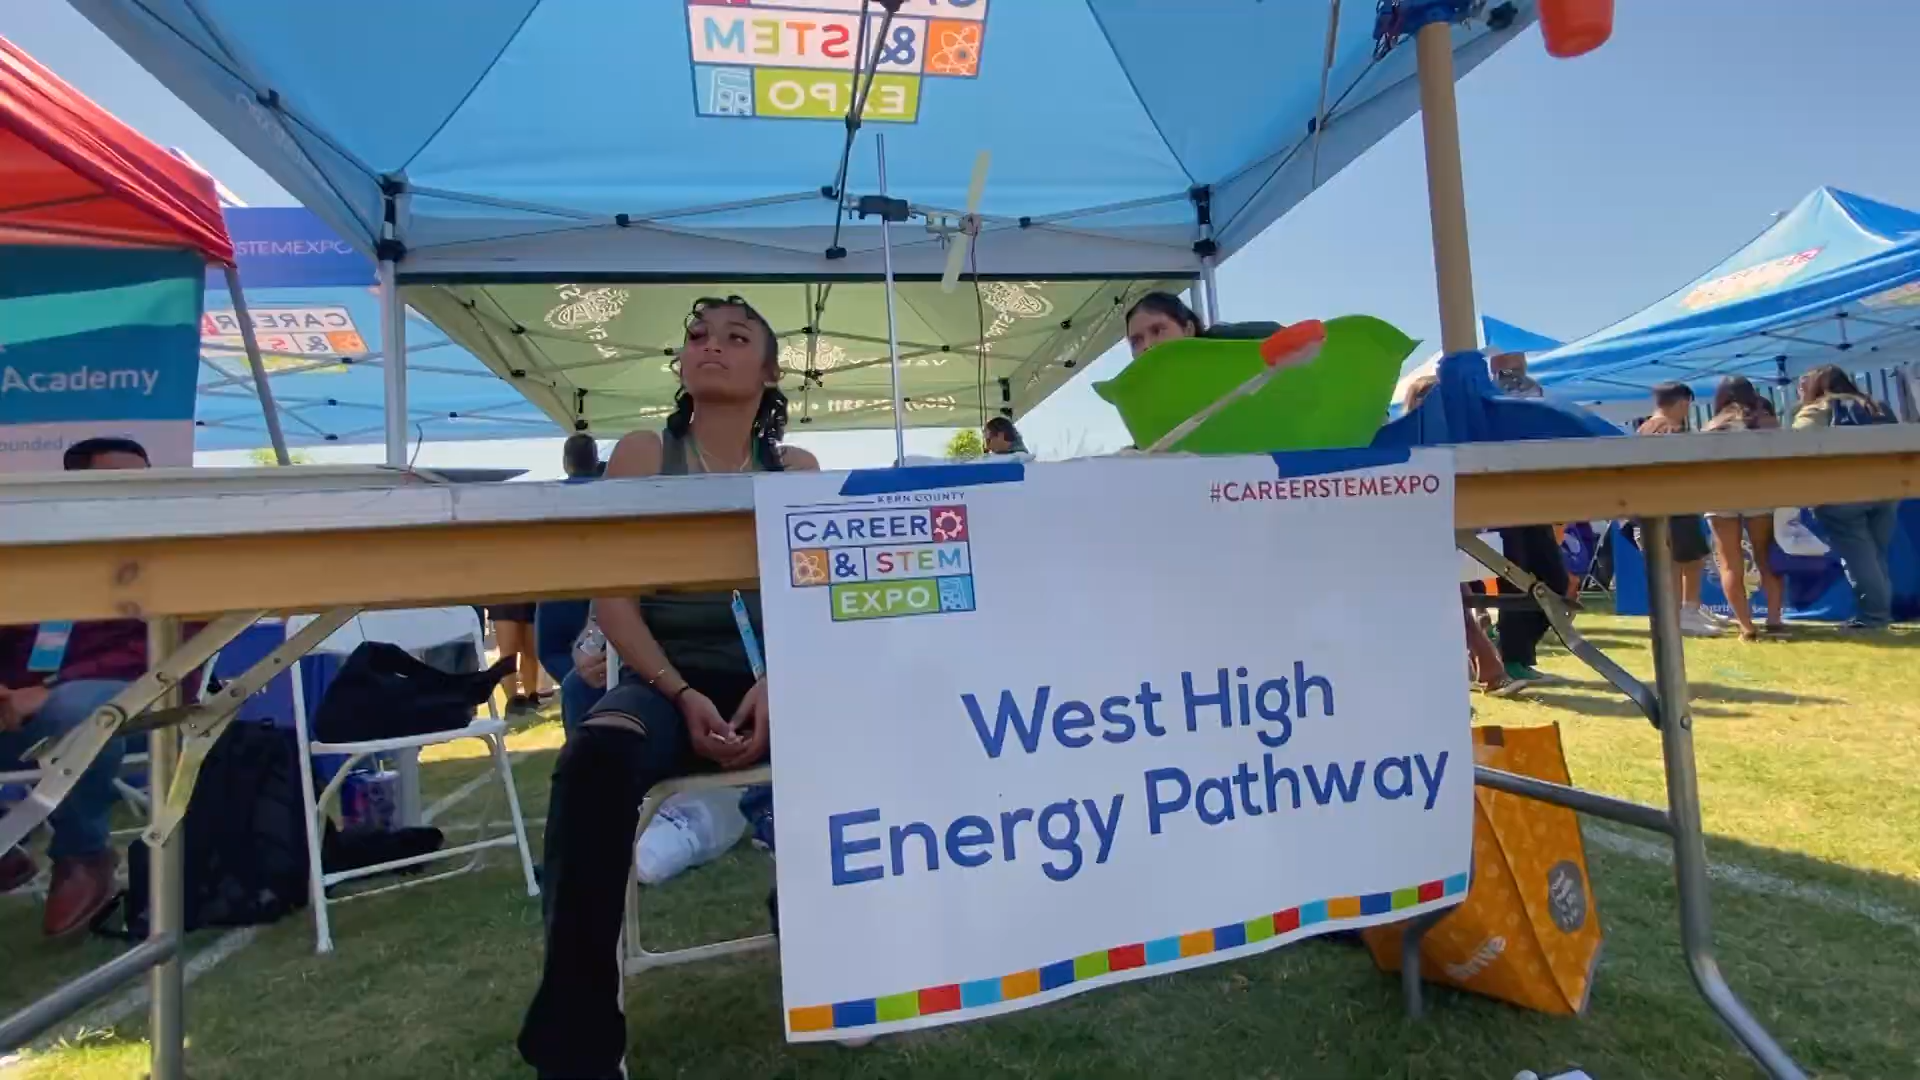 & STEM
EXPO
STEMEXPO
CAREER
&
Academy
KERN COUNTY
CAREER
& STEM
EXPO
#CAREERSTEMEXPO
West High
Energy Pathway